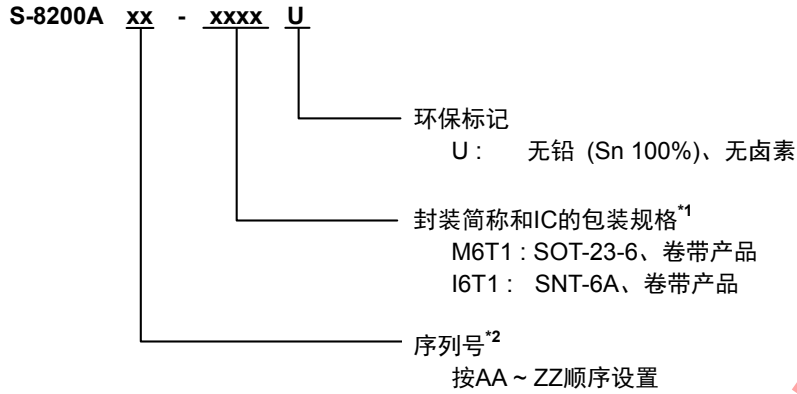 S-8200A xx - xxxx U
环保标记
U : 无铅 (Sn 100%)、无卤素
封装简称和IC的包装规格*1
M6T1 : SOT-23-6、卷带产品
I6T1 : SNT-6A、卷带产品
序列号*2
按AA ~ ZZ顺序设置